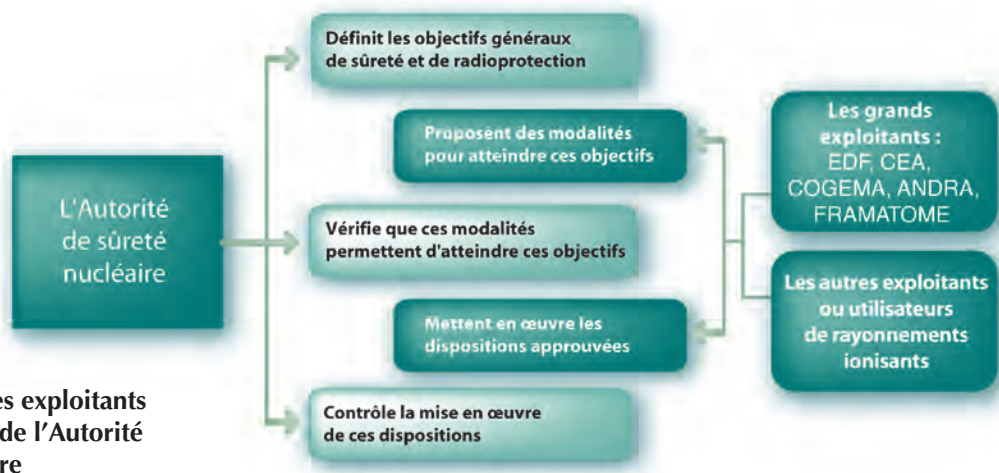 Définit les objectifs généraux
de sûreté et de radioprotection
Proposent des modalités
pour atteindre ces objectifs
Les grands
exploitants :
EDF, CEA,
COGEMA, ANDRA,
FRAMATOME
L'Autorité
de sûreté
nucléaire
Vérifie que ces modalités
permettent d'atteindre ces objectifs
Les autres exploitants
ou utilisateurs
de rayonnements
ionisants
Mettent en œuvre les
dispositions approuvées
Contrôle la mise en œuvre
de ces dispositions
es exploitants
de l'Autorité
re